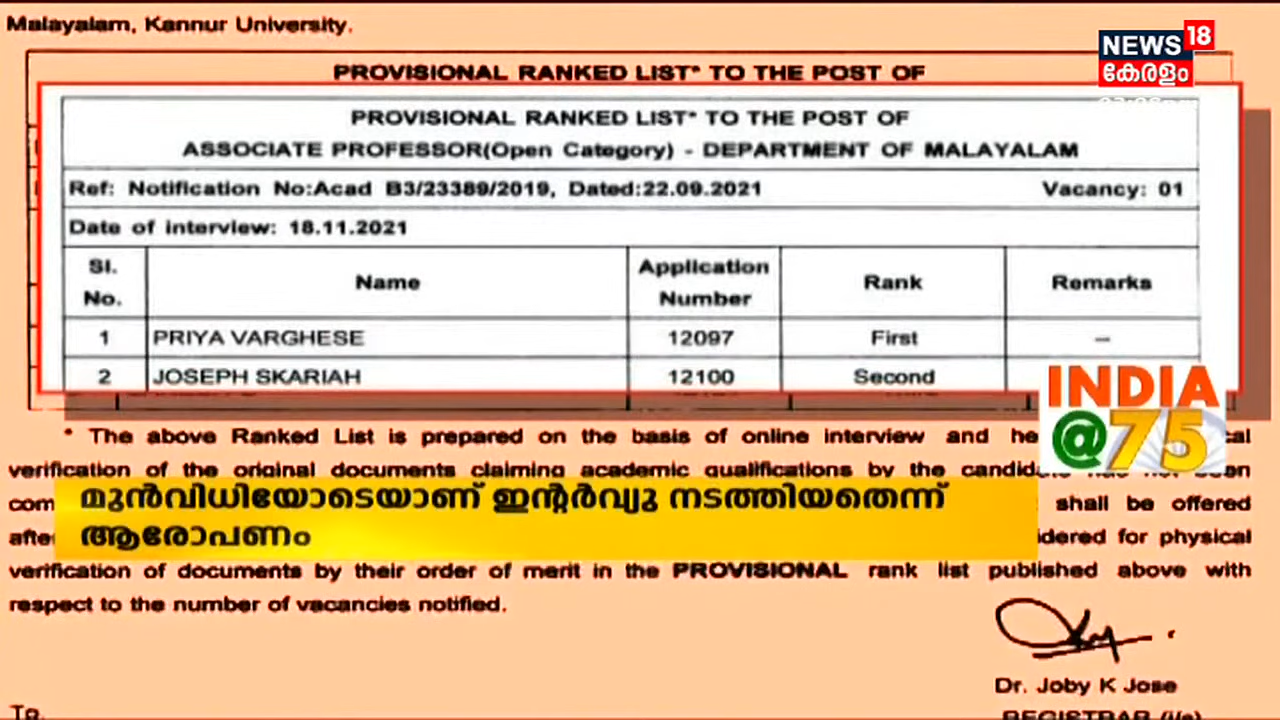 Malayalam, Kannur University.
NEWS 18
കേരളം
PROVISIONAL RANKED LIST* TO THE POST OF
PROVISIONAL RANKED LIST* TO THE POST OF
ASSOCIATE PROFESSOR(Open Category) - DEPARTMENT OF MALAYALAM
Ref: Notification No:Acad B3/23389/2019, Dated:22.09.2021 Vacancy: 01
Date of interview: 18.11.2021
Sl. No. Name Application Number Rank Remarks
1 PRIYA VARGHESE 12097 First –
2 JOSEPH SKARIAH 12100 Second
INDIA
@75
* The above Ranked List is prepared on the basis of online interview and
verification of the original documents claiming academic qualifications by the
മുൻവിധിയോടെയാണ് ഇന്റർവ്യു നടത്തിയതെന്ന്
ആരോപണം
shall be offered
for physical
verification of documents by their order of merit in the PROVISIONAL rank list published above with
respect to the number of vacancies notified.
Dr. Joby K Jose
To,
REGISTRAR